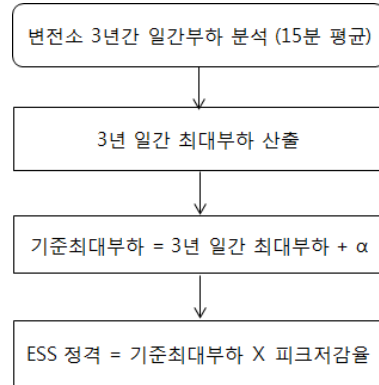 변전소 3년간 일간부하 분석 (15분 평균)
3년 일간 최대부하 산출
기준최대부하 = 3년 일간 최대부하 + α
ESS 정격 = 기준최대부하 X 피크저감율